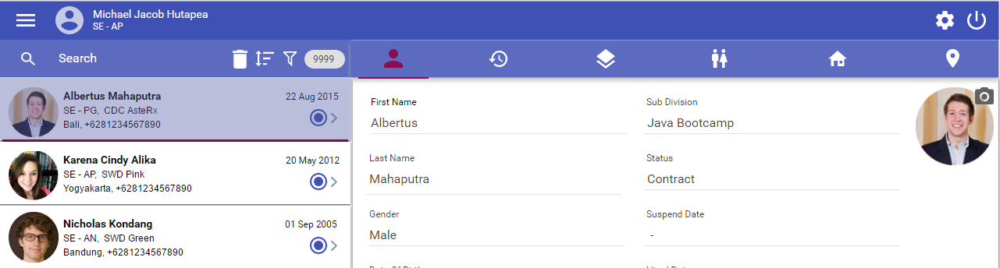 Michael Jacob Hutapea
SE - AP
Search
9999
Albertus Mahaputra
22 Aug 2015
SE - PG, CDC AsteRx
Bali, +6281234567890
Karena Cindy Alika
20 May 2012
SE - AP, SWD Pink
Yogyakarta, +6281234567890
Nicholas Kondang
01 Sep 2005
SE - AN, SWD Green
Bandung, +6281234567890
First Name
Albertus
Last Name
Mahaputra
Gender
Male
Sub Division
Java Bootcamp
Status
Contract
Suspend Date
-